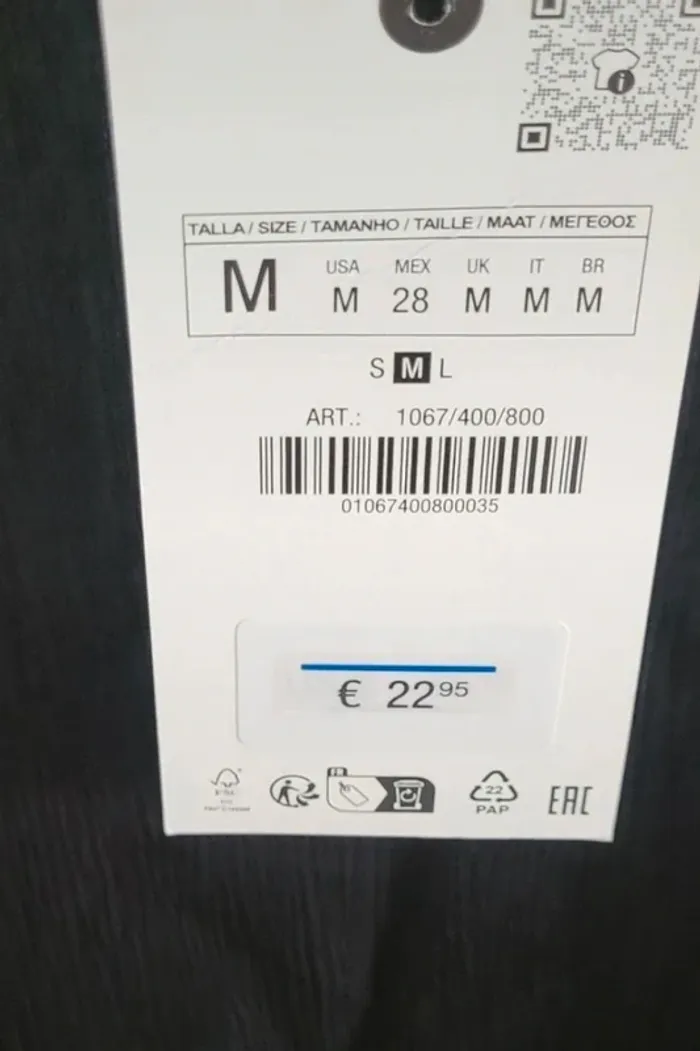 TALLA / SIZE / TAMANHO / TAILLE / MAAT / ΜΕΓΕΘΟΣ
M
USA MEX UK IT BR
M 28 M M M
S M L
ART.: 1067/400/800
01067400800035
€ 22 95
FR
22
PAP
EAC